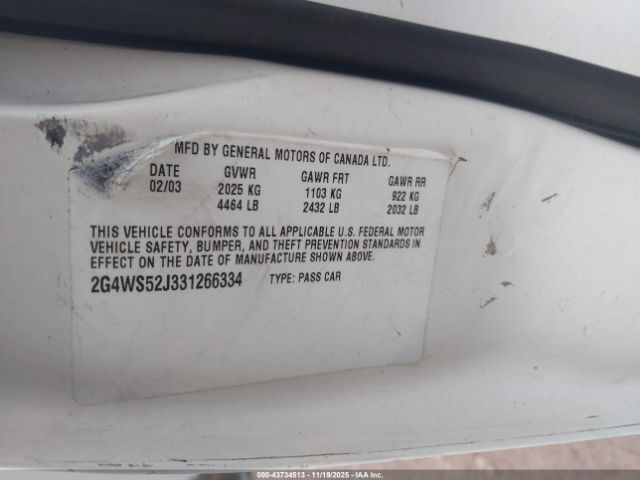 MFD BY GENERAL MOTORS OF CANADA LTD.
DATE GVWR GAWR FRT GAWR RR
02/03 2025 KG 1103 KG 922 KG
4464 LB 2432 LB 2032 LB
THIS VEHICLE CONFORMS TO ALL APPLICABLE U.S. FEDERAL MOTOR
VEHICLE SAFETY, BUMPER, AND THEFT PREVENTION STANDARDS IN
EFFECT ON THE DATE OF MANUFACTURE SHOWN ABOVE.
2G4WS52J331266334 TYPE: PASS CAR
000-43734513 - 11/19/2025 - IAA Inc.